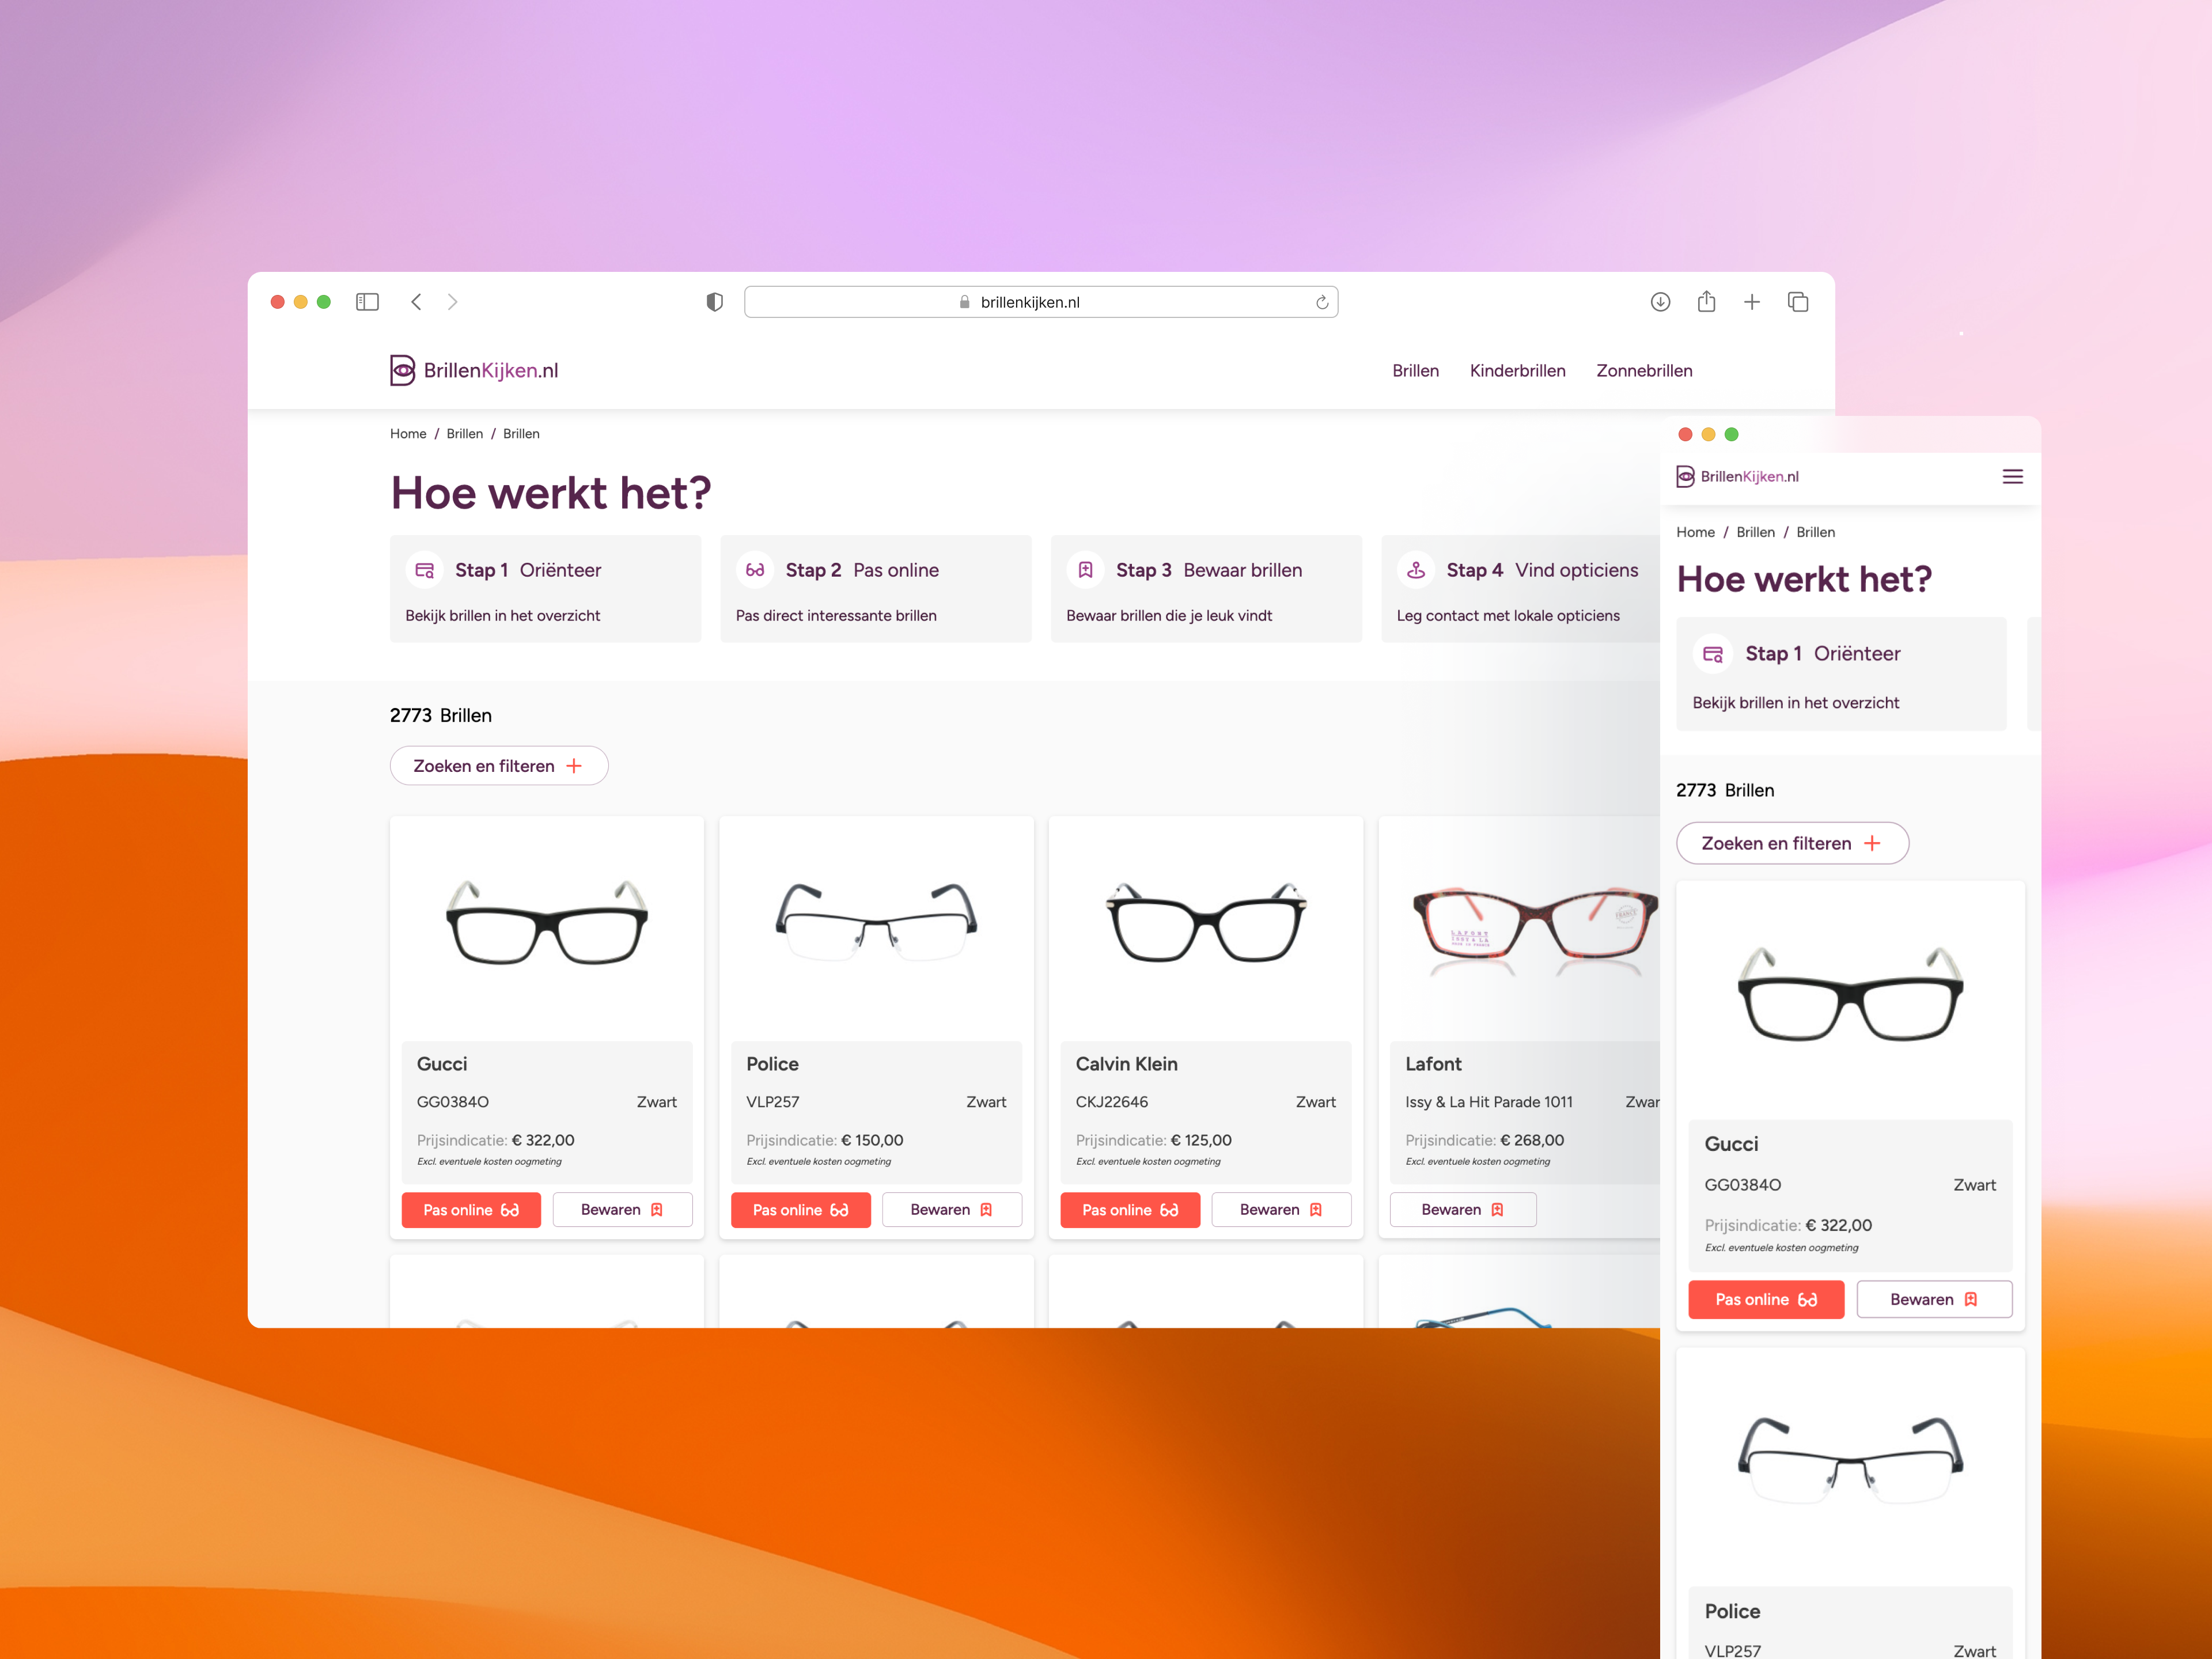 brillenkijken.nl
BrillenKijken.nl
Brillen Kinderbrillen Zonnebrillen
Home / Brillen / Brillen
Hoe werkt het?
Stap 1 Oriënteer
Bekijk brillen in het overzicht
Stap 2 Pas online
Pas direct interessante brillen
Stap 3 Bewaar brillen
Bewaar brillen die je leuk vindt
Stap 4 Vind opticiens
Leg contact met lokale opticiens
2773 Brillen
Zoeken en filteren +
Gucci
GG0384O Zwart
Prijsindicatie: € 322,00
Excl. eventuele kosten oogmeting
Pas online Bewaren
Police
VLP257 Zwart
Prijsindicatie: € 150,00
Excl. eventuele kosten oogmeting
Pas online Bewaren
Calvin Klein
CKJ22646 Zwart
Prijsindicatie: € 125,00
Excl. eventuele kosten oogmeting
Pas online Bewaren
LAFONT
ISSY & LA
FRANCE
Lafont
Issy & La Hit Parade 1011 Zwar
Prijsindicatie: € 268,00
Excl. eventuele kosten oogmeting
Bewaren
BrillenKijken.nl
Home / Brillen / Brillen
Hoe werkt het?
Stap 1 Oriënteer
Bekijk brillen in het overzicht
2773 Brillen
Zoeken en filteren +
Gucci
GG0384O Zwart
Prijsindicatie: € 322,00
Excl. eventuele kosten oogmeting
Pas online Bewaren
Police
VLP257 Zwart